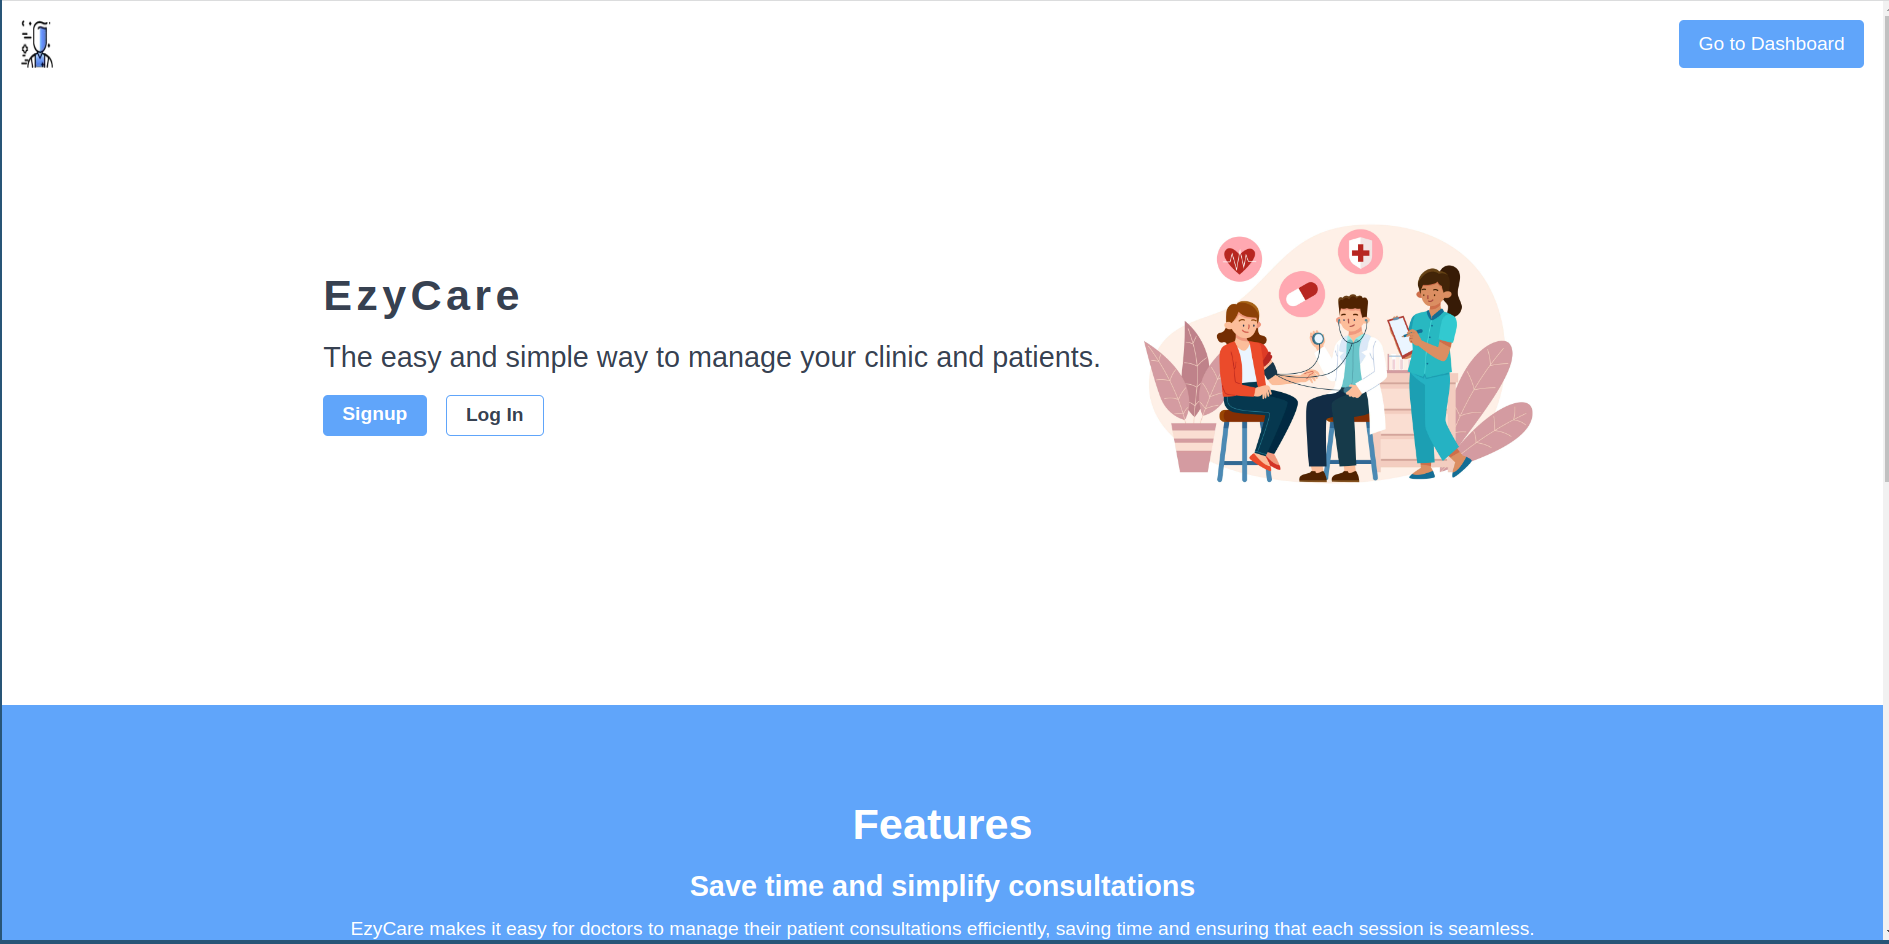 Go to Dashboard
EzyCare
The easy and simple way to manage your clinic and patients.
Signup
Log In
Features
Save time and simplify consultations
EzyCare makes it easy for doctors to manage their patient consultations efficiently, saving time and ensuring that each session is seamless.